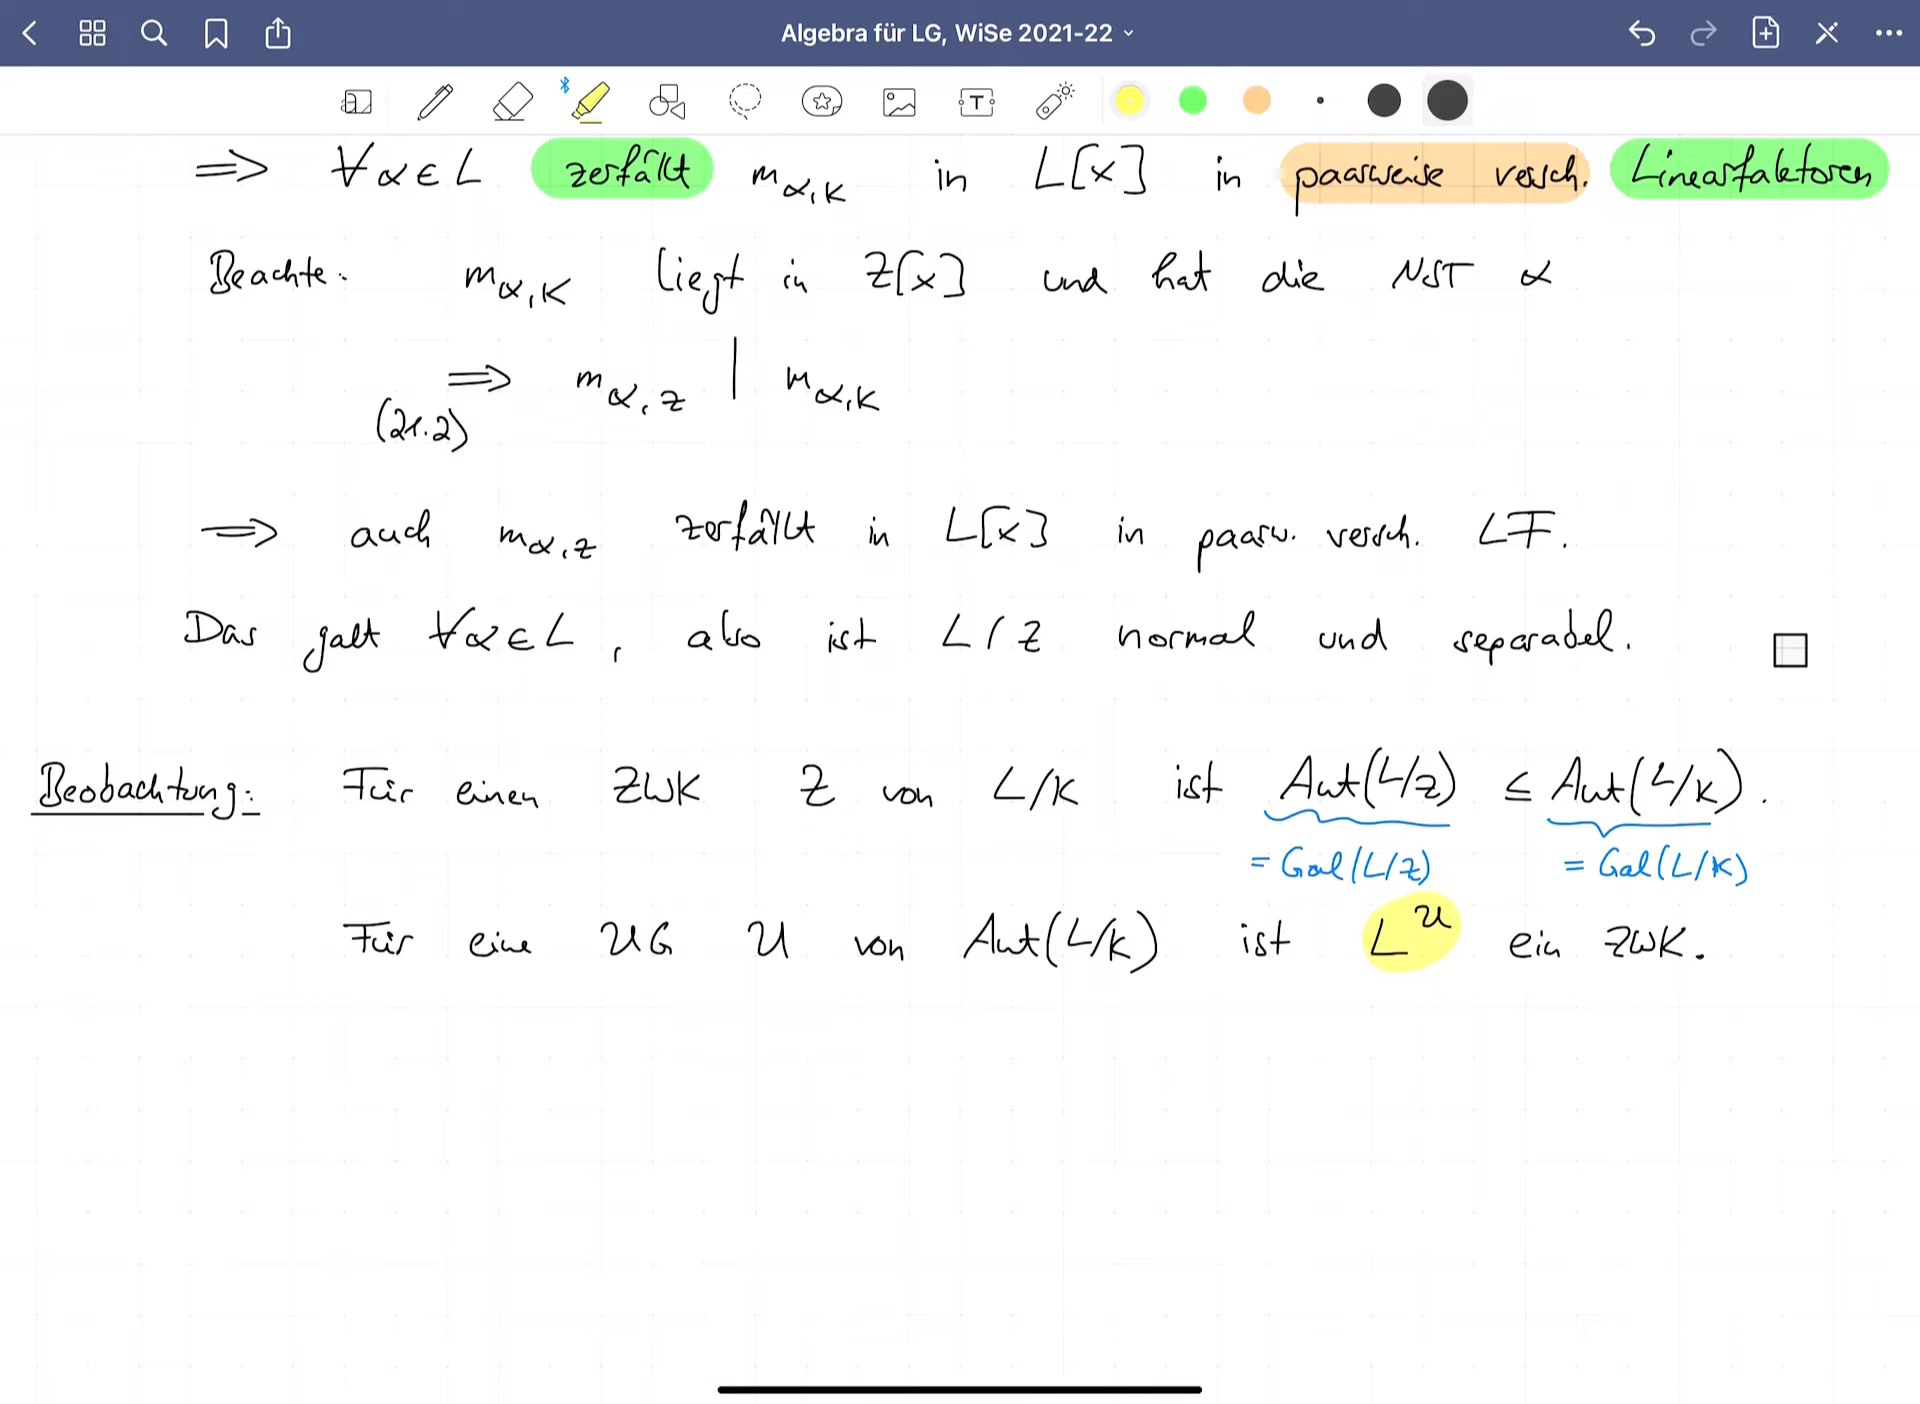 Algebra für LG, WiSe 2021-22
⟹ ∀α∈L zerfällt m_{α,K} in L[x] in paarweise versch. Linearfaktoren
Beachte: m_{α,K} liegt in Z[x] und hat die NST α
⟹ m_{α,Z} | m_{α,K}
(21.2)
⟹ auch m_{α,Z} zerfällt in L[x] in paarw. versch. LF.
Das galt ∀α∈L, also ist L/Z normal und separabel. □
Beobachtung: Für einen ZWK Z von L/K ist Aut(L/Z) ≤ Aut(L/K).
= Gal(L/Z) = Gal(L/K)
Für eine UG U von Aut(L/K) ist L^U ein ZWK.